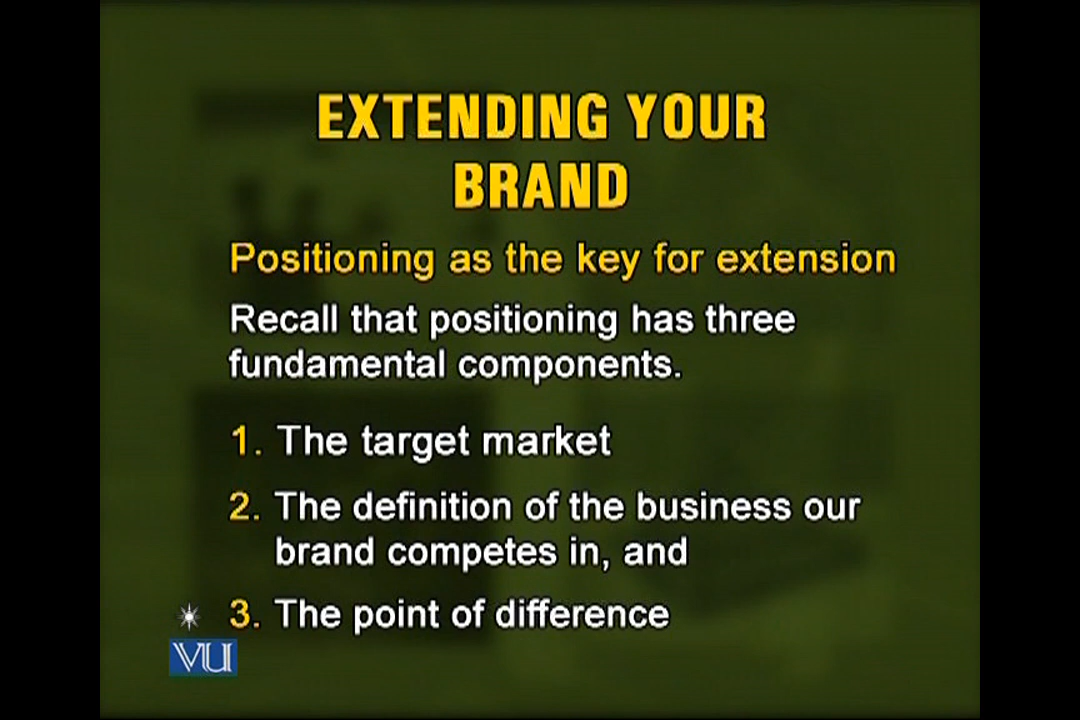 EXTENDING YOUR
BRAND
Positioning as the key for extension
Recall that positioning has three
fundamental components.
1. The target market
2. The definition of the business our
brand competes in, and
3. The point of difference
VU